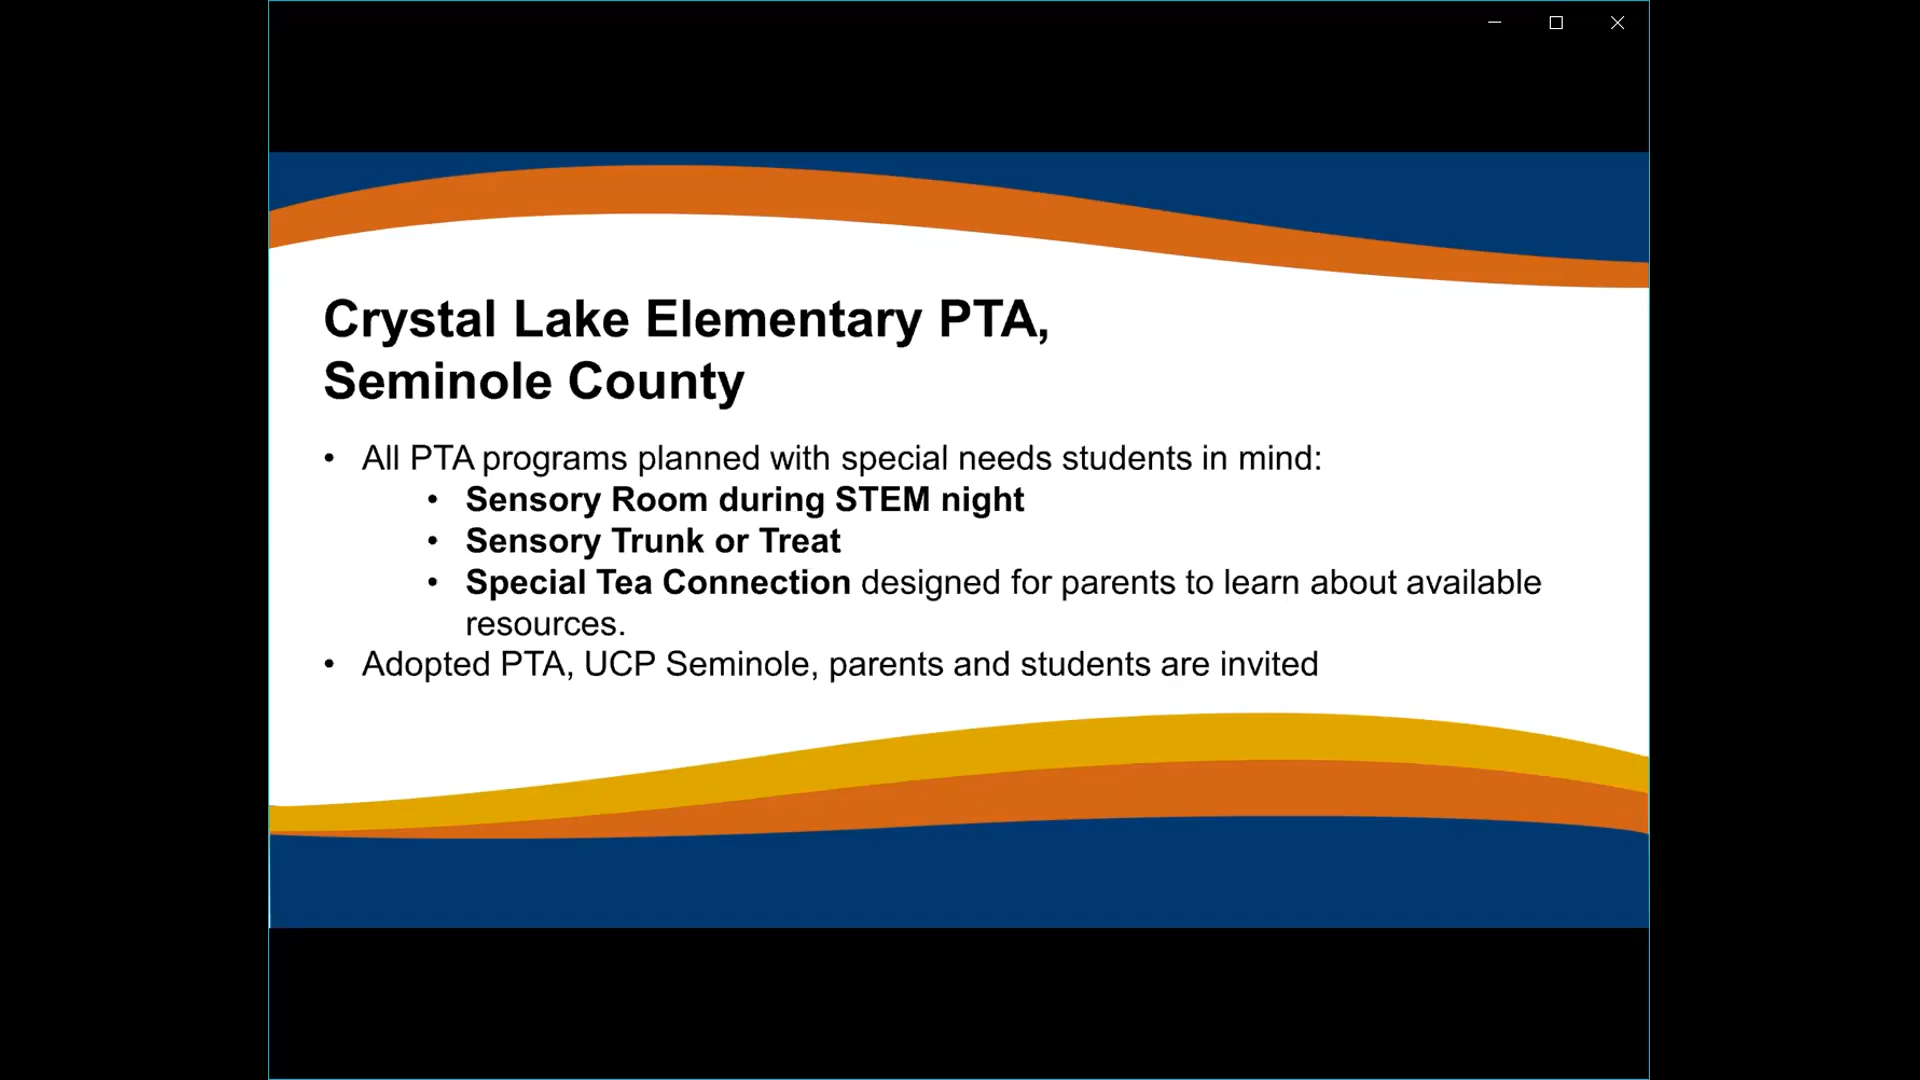 Crystal Lake Elementary PTA,
Seminole County
• All PTA programs planned with special needs students in mind:
• Sensory Room during STEM night
• Sensory Trunk or Treat
• Special Tea Connection designed for parents to learn about available
resources.
• Adopted PTA, UCP Seminole, parents and students are invited